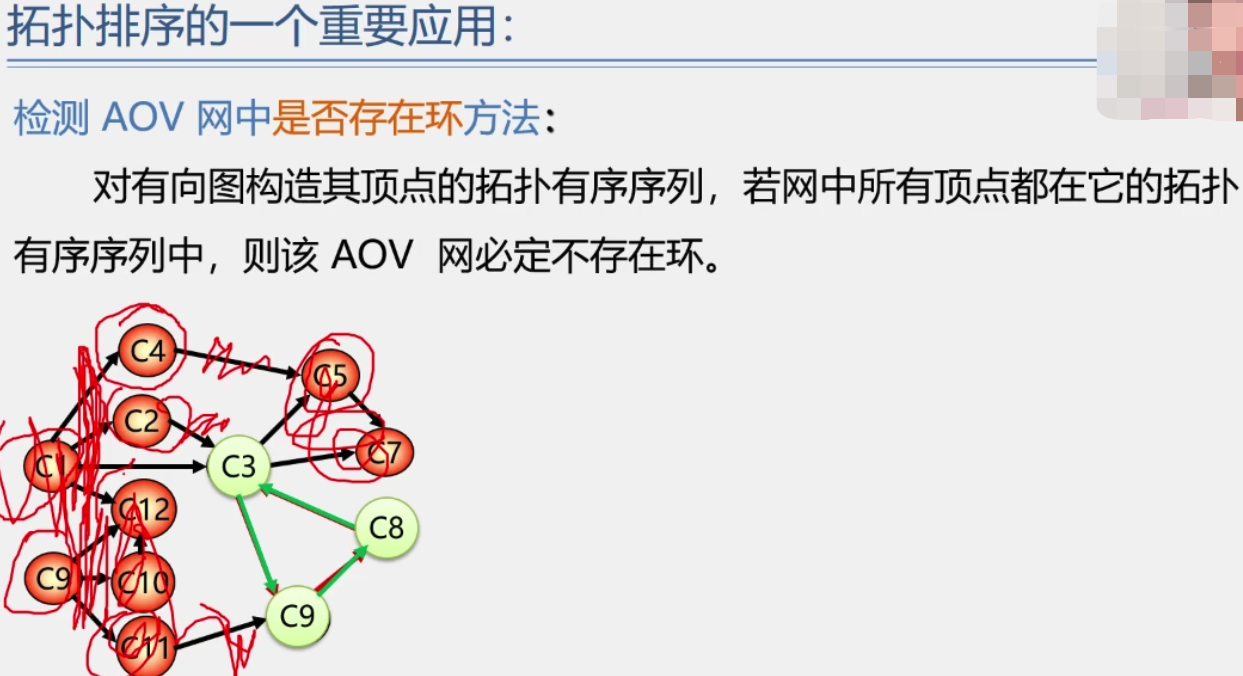 拓扑排序的一个重要应用：
检测 AOV 网中是否存在环方法：
对有向图构造其顶点的拓扑有序序列，若网中所有顶点都在它的拓扑
有序序列中，则该 AOV 网必定不存在环。
C4
C5
C2
C7
C1
C3
C12
C8
C9
C10
C9
C11